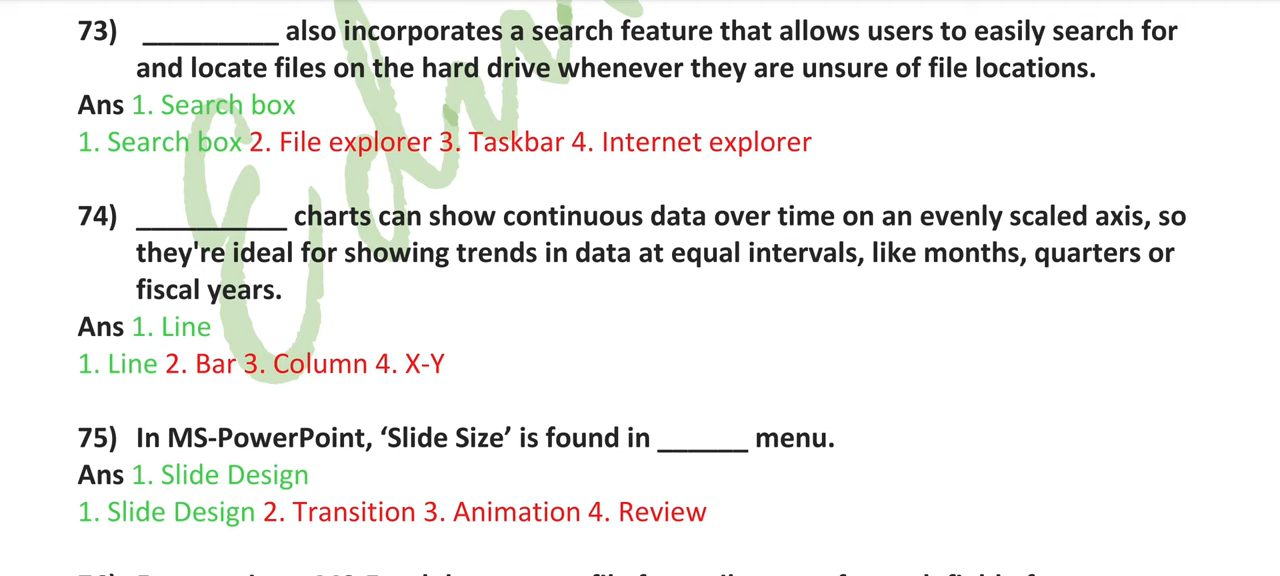 73) _________ also incorporates a search feature that allows users to easily search for
and locate files on the hard drive whenever they are unsure of file locations.
Ans 1. Search box
1. Search box 2. File explorer 3. Taskbar 4. Internet explorer
74) __________ charts can show continuous data over time on an evenly scaled axis, so
they're ideal for showing trends in data at equal intervals, like months, quarters or
fiscal years.
Ans 1. Line
1. Line 2. Bar 3. Column 4. X-Y
75) In MS-PowerPoint, ‘Slide Size’ is found in ______ menu.
Ans 1. Slide Design
1. Slide Design 2. Transition 3. Animation 4. Review